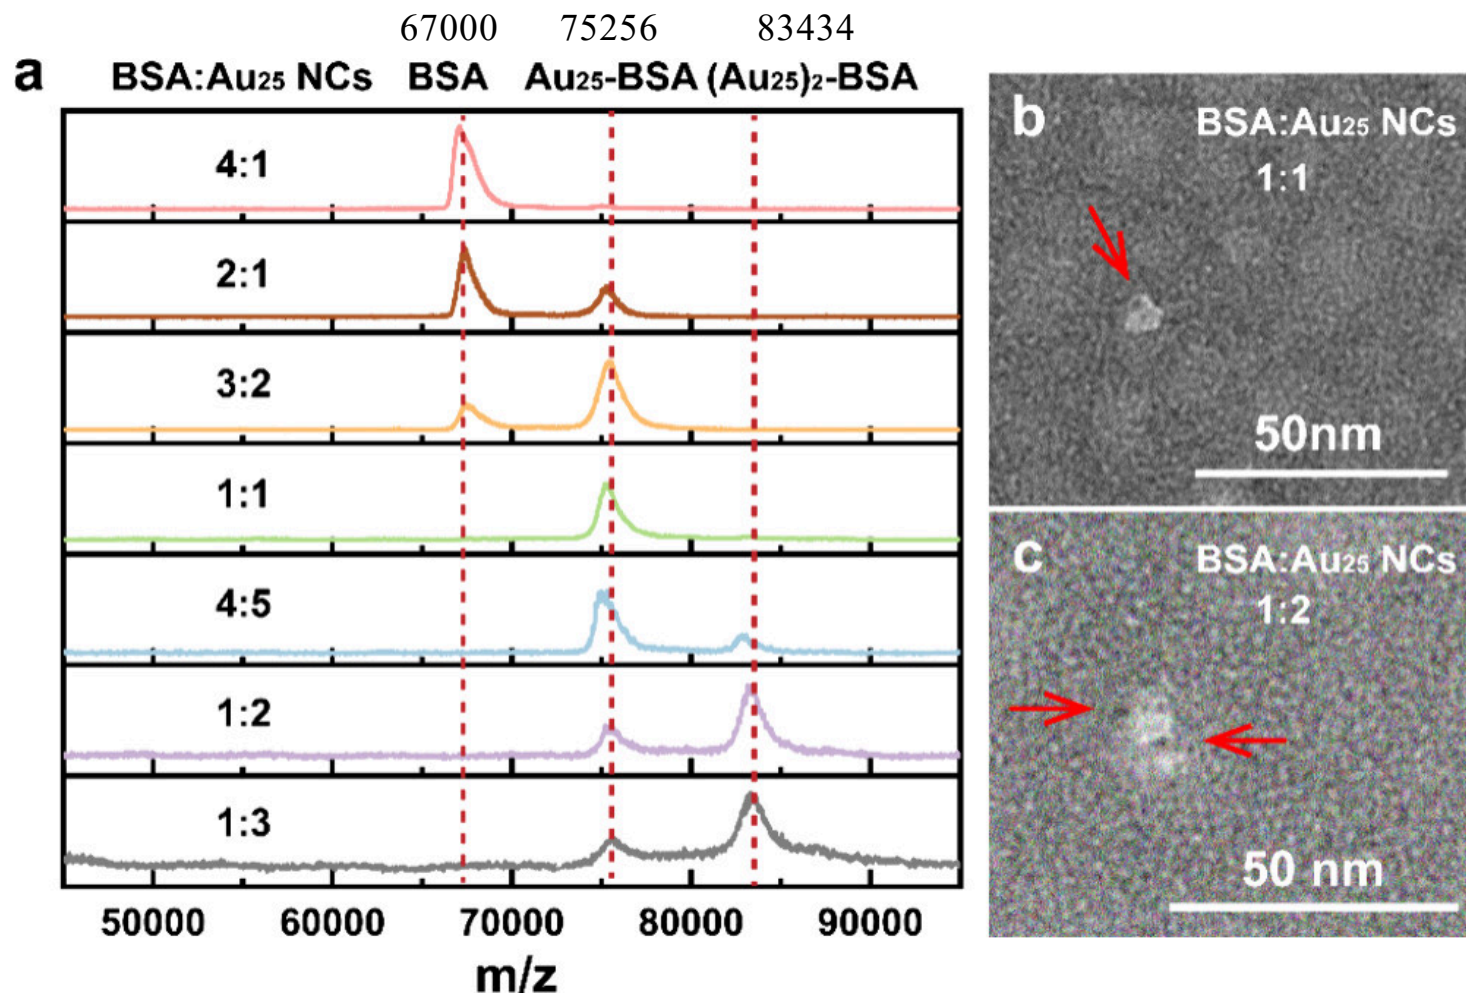 67000 75256 83434
a BSA:Au25 NCs BSA Au25-BSA (Au25)2-BSA
4:1
2:1
3:2
1:1
4:5
1:2
1:3
50000 60000 70000 80000 90000
m/z
b BSA:Au25 NCs
1:1
50nm
c BSA:Au25 NCs
1:2
50 nm